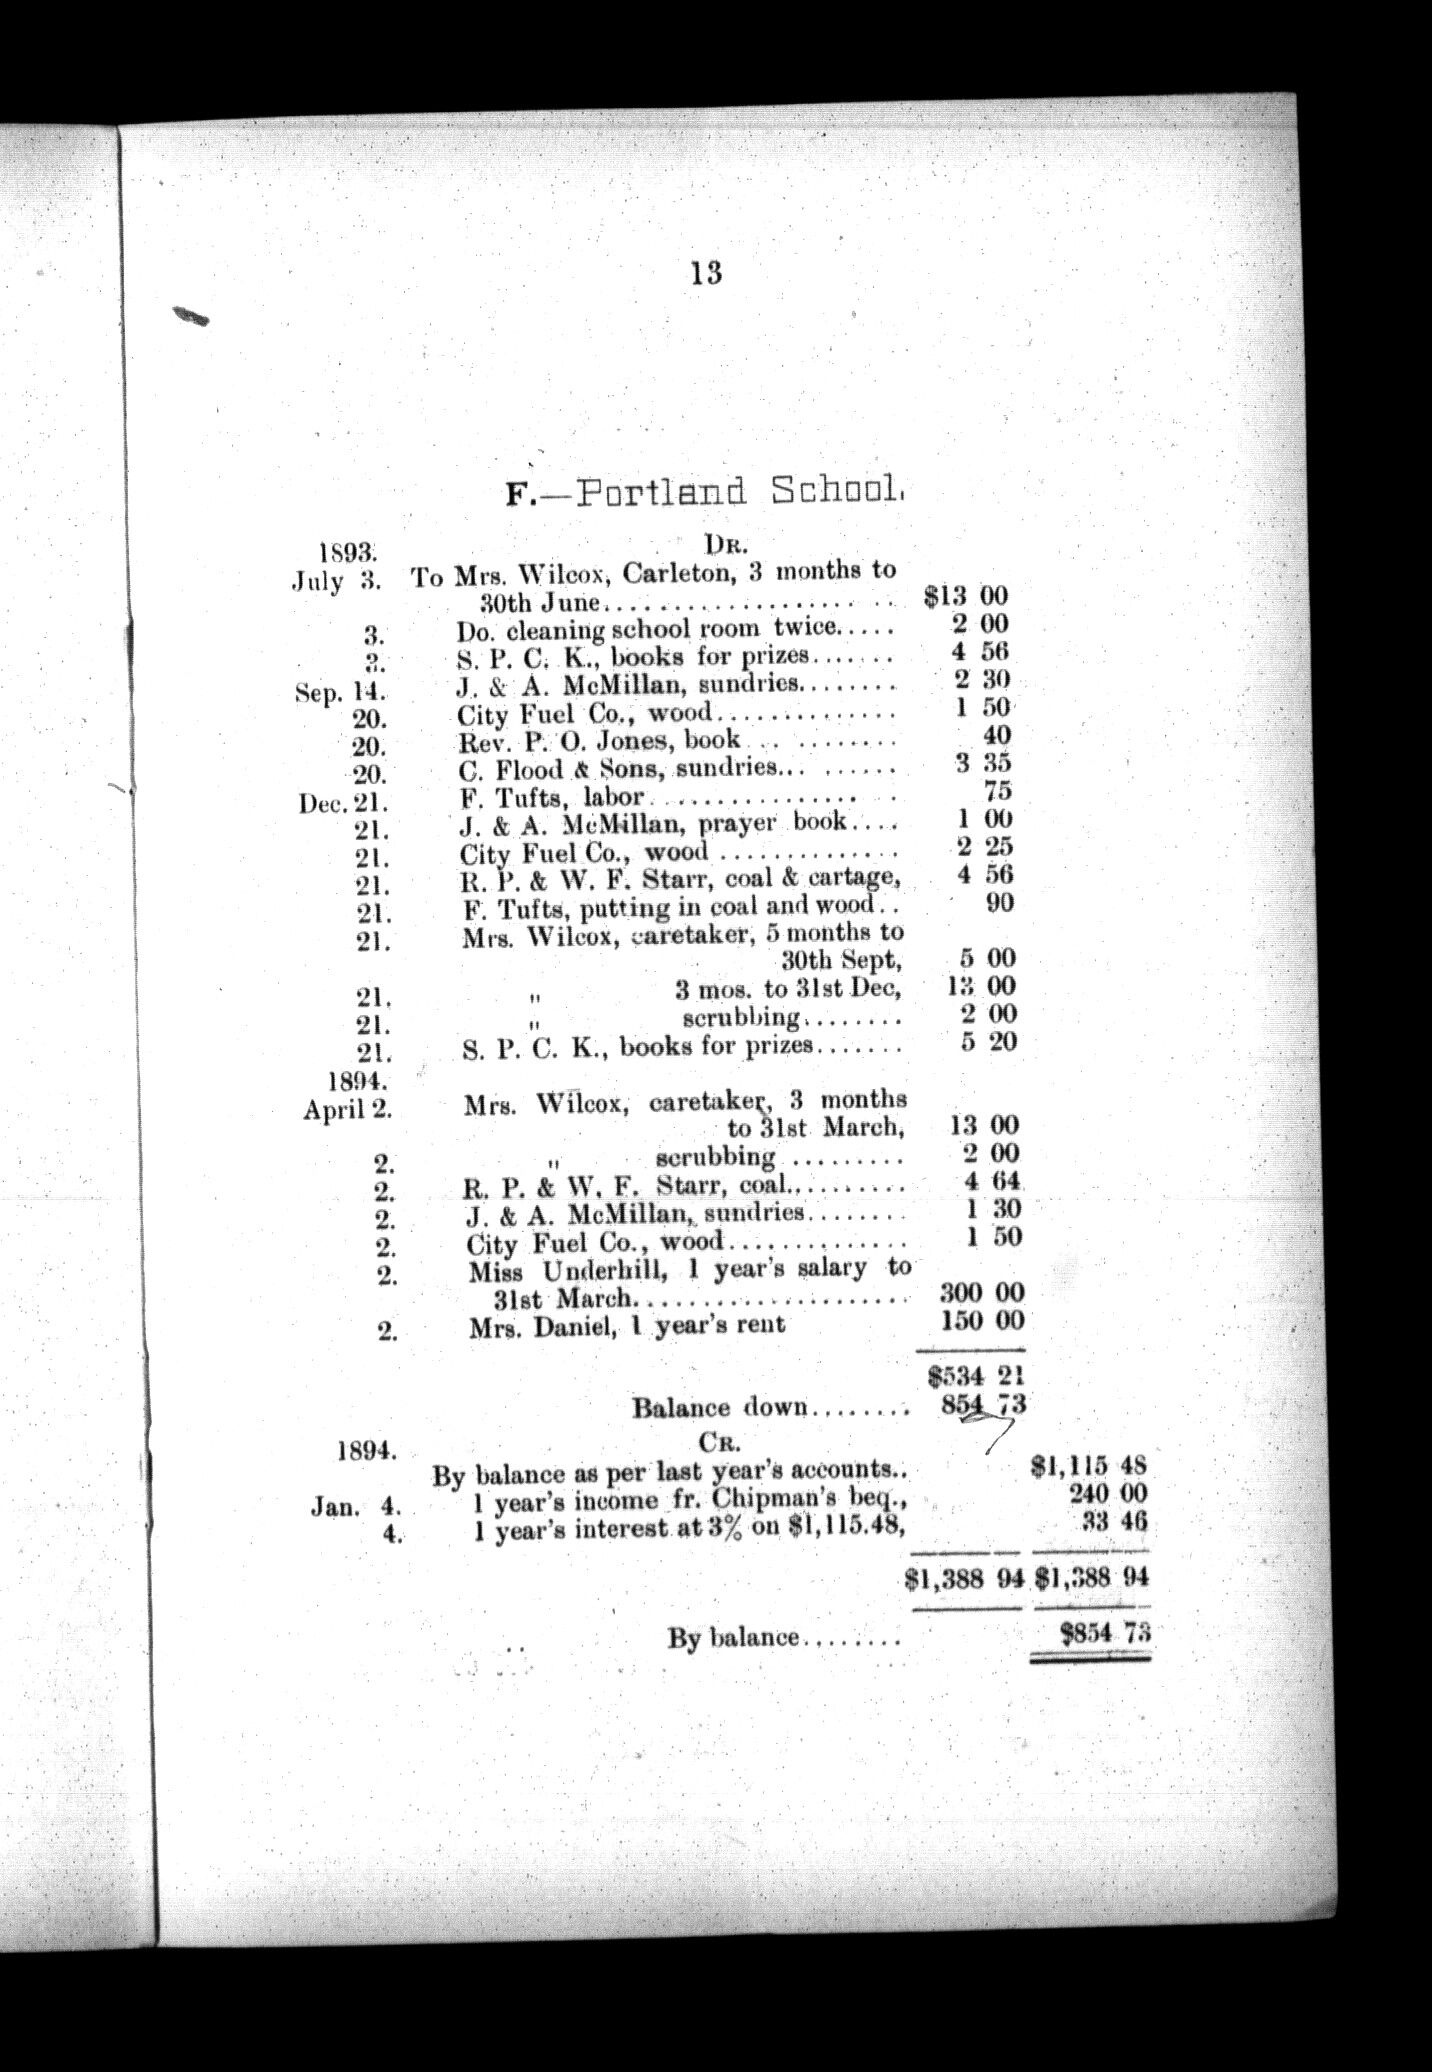 13
F.—Portland School.
1893. DR.
July 3. To Mrs. Wilcox, Carleton, 3 months to
30th June.................... .. $13 00
3. Do. cleaning school room twice..... 2 00
3. S. P. C. K., books for prizes....... 4 56
Sep. 14. J. & A. McMillan, sundries........ 2 30
20. City Fuel Co., wood.............. 1 50
20. Rev. P. O. Jones, book ... ........ 40
20. C. Flood & Sons, sundries... ...... 3 35
Dec. 21. F. Tufts, labor................ . 75
21. J. & A. McMillan, prayer book.... 1 00
21. City Fuel Co., wood .............. 2 25
21. R. P. & W. F. Starr, coal & cartage, 4 56
21. F. Tufts, putting in coal and wood.. 90
21. Mrs. Wilcox, caretaker, 5 months to
30th Sept, 5 00
21. " 3 mos. to 31st Dec, 13 00
21. " scrubbing........ 2 00
21. S. P. C. K., books for prizes....... 5 20
1894.
April 2. Mrs. Wilcox, caretaker, 3 months
to 31st March, 13 00
2. " scrubbing ......... 2 00
2. R. P. & W. F. Starr, coal.......... 4 64
2. J. & A. McMillan, sundries........ 1 30
2. City Fuel Co., wood.............. 1 50
2. Miss Underhill, 1 year's salary to
31st March..................... 300 00
2. Mrs. Daniel, 1 year's rent 150 00
$534 21
Balance down........ 854 73
1894. CR.
By balance as per last year's accounts.. $1,115 48
Jan. 4. 1 year's income fr. Chipman's beq., 240 00
4. 1 year's interest at 3% on $1,115.48, 33 46
$1,388 94 $1,388 94
By balance........ $854 73